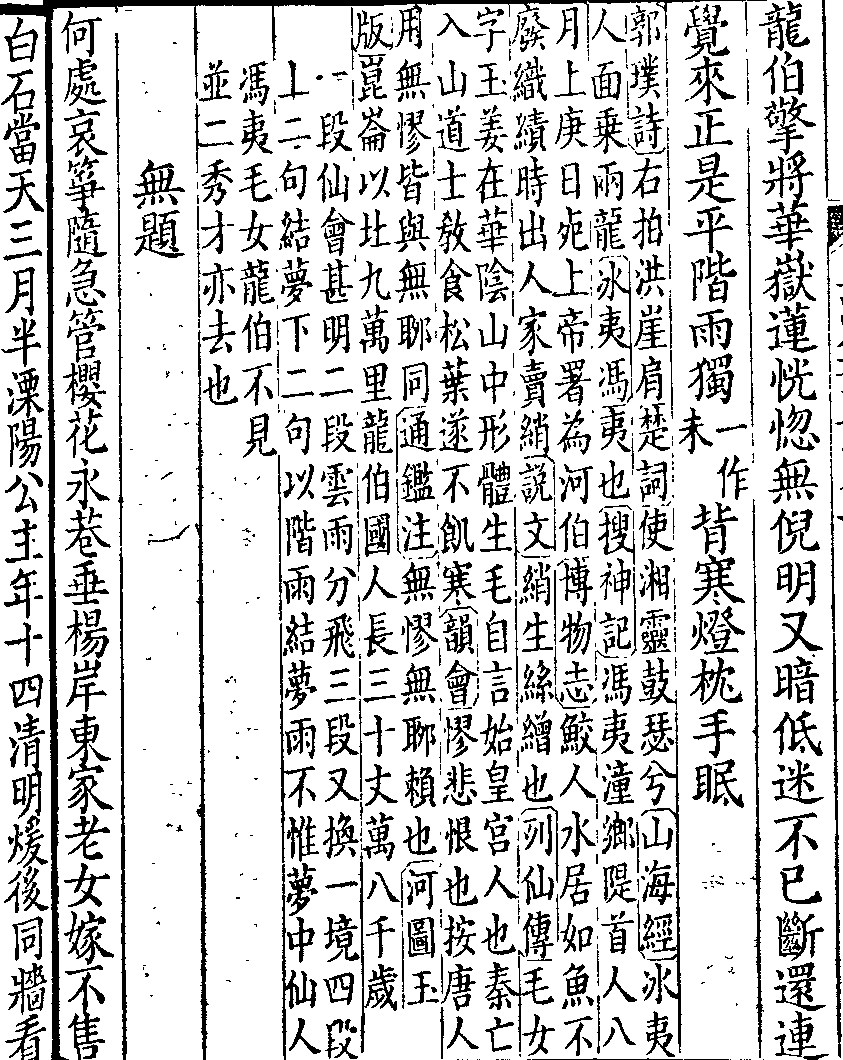 龍伯擎將華嶽蓮恍惚無倪明又暗低迷不已斷還連
覺來正是平階雨獨一作未背寒燈枕手眠
郭璞詩右拍洪崖肩楚詞使湘靈鼓瑟兮山海經冰夷
人面乘兩龍冰夷馮夷也搜神記馮夷潼鄉隄首人八
月上庚日死上帝署為河伯博物志鮫人水居如魚不
廢織績時出人家賣綃說文綃生絲繒也列仙傳毛女
字玉姜在華陰山中形體生毛自言始皇宮人也秦亡
入山道士教食松葉遂不飢寒韻會憀悲恨也按唐人
用無憀皆與無聊同通鑑注無憀無聊賴也河圖玉
版崑崙以北九萬里龍伯國人長三十丈萬八千歲
一段仙會甚明二段雲雨分飛三段又換一境四段
上二句結夢下二句以階雨結夢雨不惟夢中仙人
馮夷毛女龍伯不見
並二秀才亦去也
無題
何處哀箏隨急管櫻花永巷垂楊岸東家老女嫁不售
白石當天三月半溧陽公主年十四清明煖後同牆看